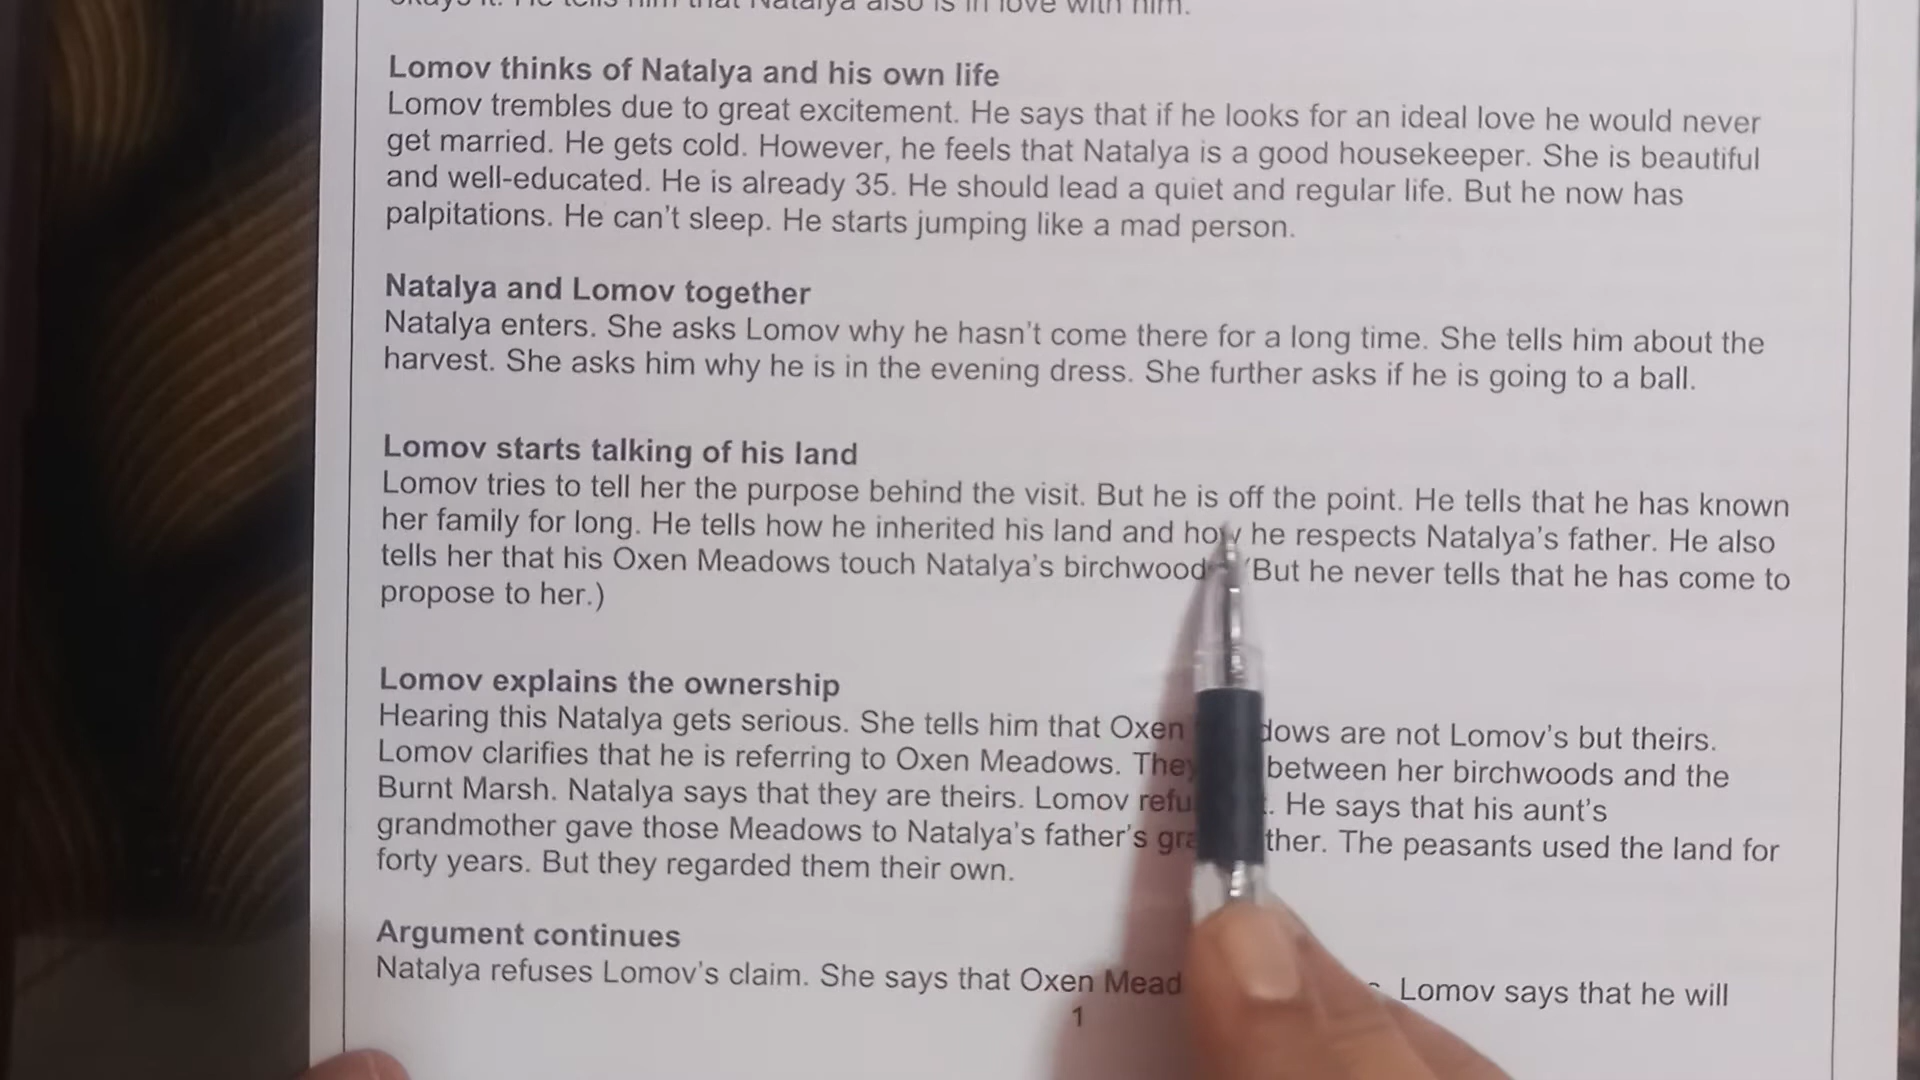 it. He tells him that Natalya also is in love with him.
Lomov thinks of Natalya and his own life
Lomov trembles due to great excitement. He says that if he looks for an ideal love he would never
get married. He gets cold. However, he feels that Natalya is a good housekeeper. She is beautiful
and well-educated. He is already 35. He should lead a quiet and regular life. But he now has
palpitations. He can't sleep. He starts jumping like a mad person.
Natalya and Lomov together
Natalya enters. She asks Lomov why he hasn't come there for a long time. She tells him about the
harvest. She asks him why he is in the evening dress. She further asks if he is going to a ball.
Lomov starts talking of his land
Lomov tries to tell her the purpose behind the visit. But he is off the point. He tells that he has known
her family for long. He tells how he inherited his land and how he respects Natalya's father. He also
tells her that his Oxen Meadows touch Natalya's (But he never tells that he has come to
propose to her.)
Lomov explains the ownership
Hearing this Natalya gets serious. She tells him that Oxen are not Lomov's but theirs.
Lomov clarifies that he is referring to Oxen Meadows. between her birchwoods and the
Burnt Marsh. Natalya says that they are theirs. Lomov He says that his aunt's
grandmother gave those Meadows to Natalya's father's The peasants used the land for
forty years. But they regarded them their own.
Argument continues
Natalya refuses Lomov's claim. She says that Oxen Lomov says that he will
1